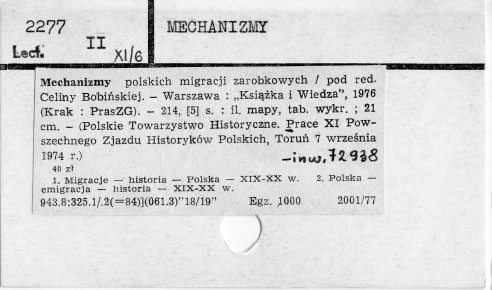 2277
II
Lect.
XI/6
MECHANIZMY
Mechanizmy polskich migracji zarobkowych / pod red.
Celiny Bobińskiej. – Warszawa : „Książka i Wiedza”, 1976
(Krak : PrasZG). – 214, [5] s. : il. mapy, tab. wykr. ; 21
cm. – (Polskie Towarzystwo Historyczne. Prace XI Pow-
szechnego Zjazdu Historyków Polskich, Toruń 7 września
1974 r.)
-inw. 72938
40 zł
1. Migracje — historia — Polska — XIX-XX w. 2. Polska —
emigracja — historia — XIX-XX w.
943.8:325.1/.2(=84)](061.3)"18/19" Egz. 1000 2001/77